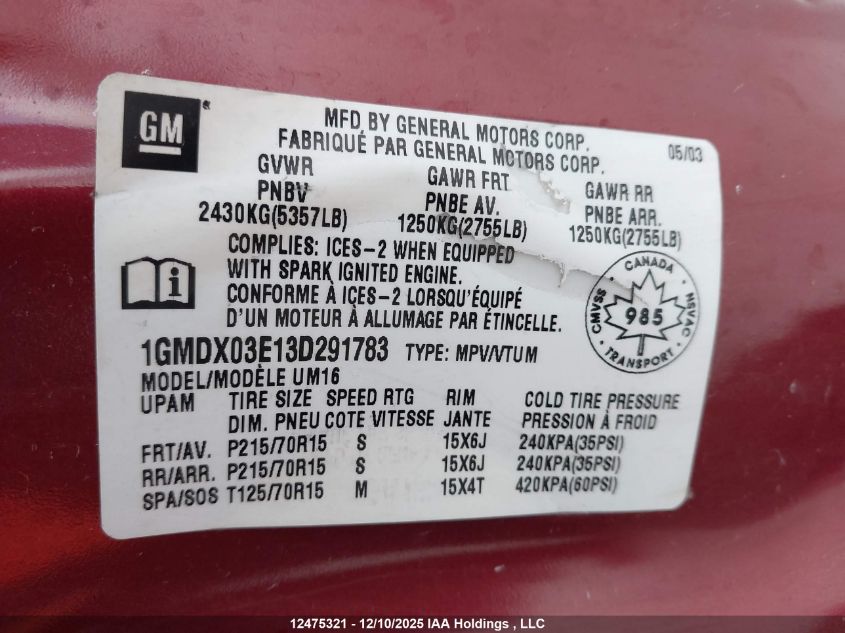 GM
MFD BY GENERAL MOTORS CORP. 05/03
FABRIQUÉ PAR GENERAL MOTORS CORP.
GVWR GAWR FRT GAWR RR
PNBV PNBE AV. PNBE ARR.
2430KG(5357LB) 1250KG(2755LB) 1250KG(2755LB)
COMPLIES: ICES-2 WHEN EQUIPPED
WITH SPARK IGNITED ENGINE.
CONFORME À ICES-2 LORSQU'ÉQUIPÉ
D'UN MOTEUR À ALLUMAGE PAR ÉTINCELLE.
CANADA
CMVSS 985 NSVAC
TRANSPORT
1GMDX03E13D291783 TYPE: MPV/VTUM
MODEL/MODÈLE UM16
UPAM TIRE SIZE SPEED RTG RIM COLD TIRE PRESSURE
DIM. PNEU COTE VITESSE JANTE PRESSION À FROID
FRT/AV. P215/70R15 S 15X6J 240KPA(35PSI)
RR/ARR. P215/70R15 S 15X6J 240KPA(35PSI)
SPA/SOS T125/70R15 M 15X4T 420KPA(60PSI)
12475321 - 12/10/2025 IAA Holdings , LLC